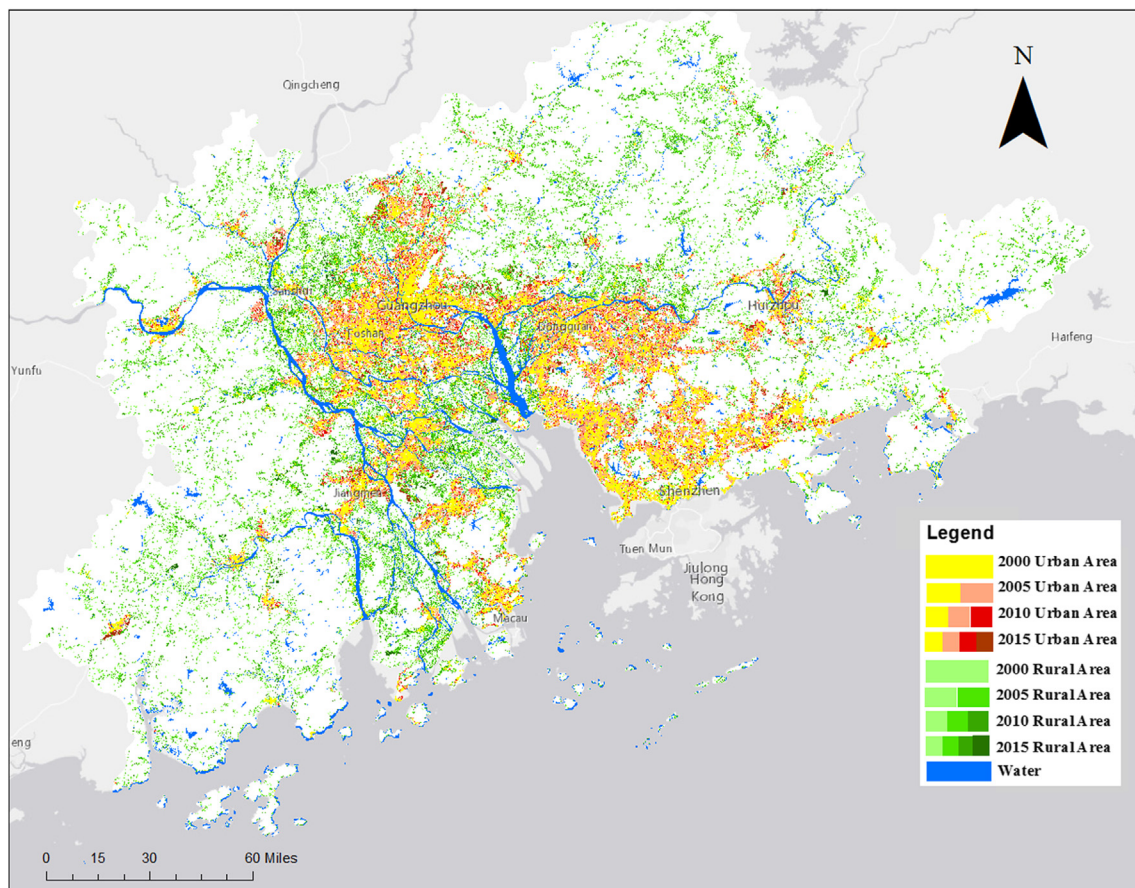 N
Qingcheng
Sanshui
Guangzhou
Foshan
Dongguan
Huizhou
Haifeng
Yunfu
Jiangmen
Shenzhen
Tuen Mun
Jiulong
Hong
Kong
Macau
eng
Legend
2000 Urban Area
2005 Urban Area
2010 Urban Area
2015 Urban Area
2000 Rural Area
2005 Rural Area
2010 Rural Area
2015 Rural Area
Water
0 15 30 60 Miles